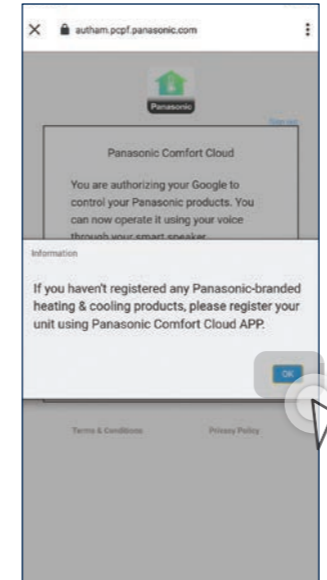 autham.pcpf.panasonic.com
Panasonic
Sign out
Panasonic Comfort Cloud
You are authorizing your Google to
control your Panasonic products. You
can now operate it using your voice
through your smart speaker
Information
If you haven't registered any Panasonic-branded
heating & cooling products, please register your
unit using Panasonic Comfort Cloud APP.
OK
Terms & Conditions
Privacy Policy